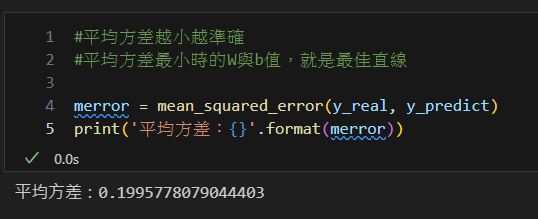 1 #平均方差越小越準確
2 #平均方差最小時的W與b值，就是最佳直線
3
4 merror = mean_squared_error(y_real, y_predict)
5 print('平均方差：{}'.format(merror))
0.0s
平均方差：0.1995778079044403